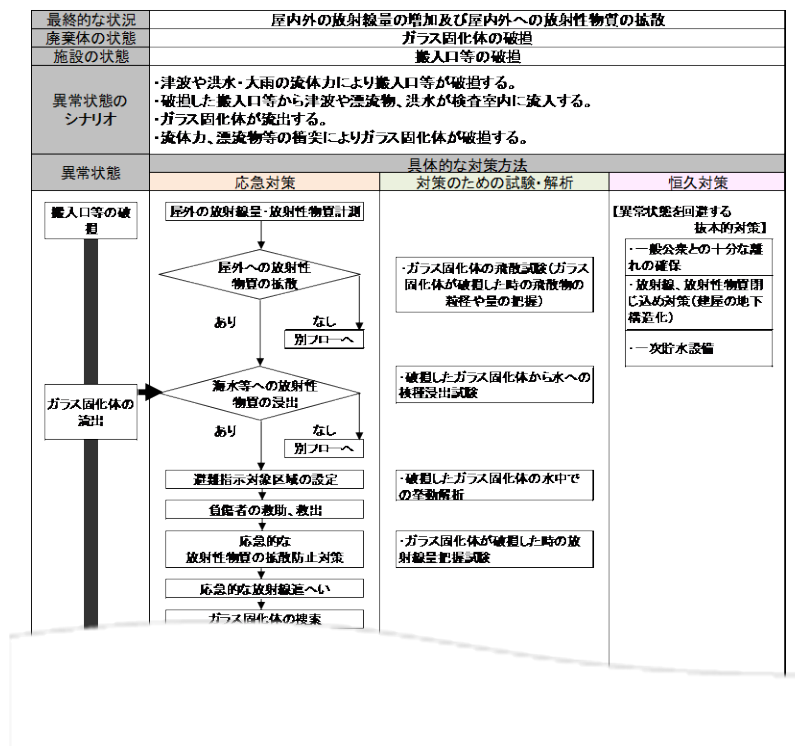 最終的な状況
屋内外の放射線量の増加及び屋内外への放射性物質の拡散
廃棄体の状態
ガラス固化体の破損
施設の状態
搬入口等の破損
異常状態の
シナリオ
・津波や洪水・大雨の流体力により搬入口等が破損する。
・破損した搬入口等から津波や漂流物、洪水が検査室内に流入する。
・ガラス固化体が流出する。
・流体力、漂流物等の衝突によりガラス固化体が破損する。
異常状態
具体的な対策方法
応急対策
対策のための試験・解析
恒久対策
搬入口等の破
損
ガラス固化体の
流出
屋外の放射線量・放射性物質計測
屋外への放射性
物質の拡散
あり
なし
別フローへ
海水等への放射性
物質の浸出
あり
なし
別フローへ
避難指示対象区域の設定
負傷者の救助、救出
応急的な
放射性物質の拡散防止対策
応急的な放射線遮へい
ガラス固化体の捜索
・ガラス固化体の飛散試験(ガラス
固化体が破損した時の飛散物の
粒径や量の把握)
・破損したガラス固化体から水への
核種浸出試験
・破損したガラス固化体の水中で
の挙動解析
・ガラス固化体が破損した時の放
射線量把握試験
【異常状態を回避する
抜本的対策】
・一般公衆との十分な離
れの確保
・放射線、放射性物質閉
じ込め対策(建屋の地下
構造化)
・一次貯水設備